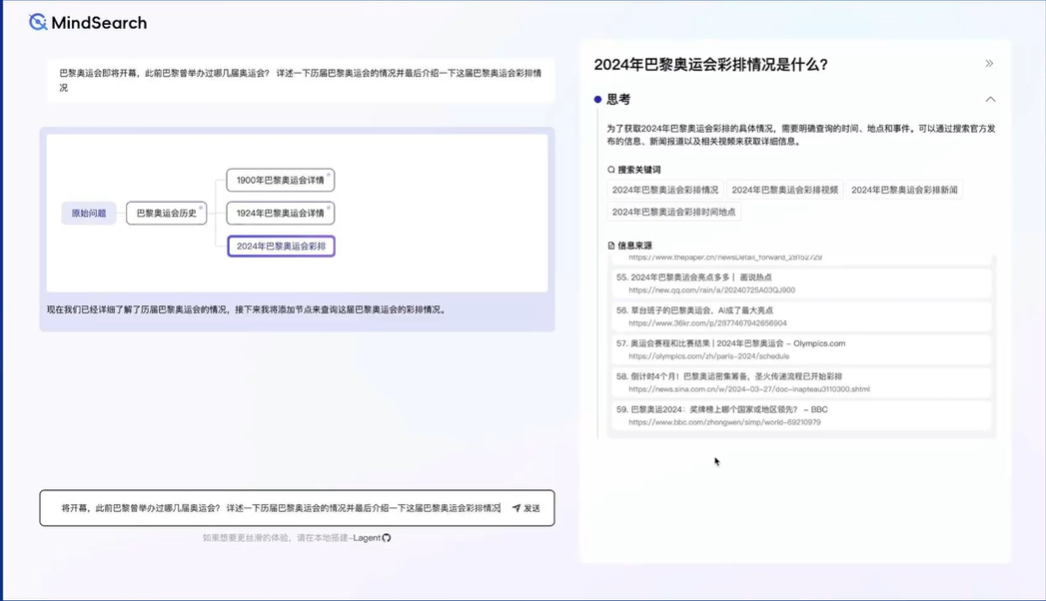 MindSearch
巴黎奥运会即将开幕，此前巴黎曾举办过哪几届奥运会？ 详述一下历届巴黎奥运会的情况并最后介绍一下这届巴黎奥运会彩排情
况
原始问题
巴黎奥运会历史
1900年巴黎奥运会详情
1924年巴黎奥运会详情
2024年巴黎奥运会彩排
现在我们已经详细了解了历届巴黎奥运会的情况，接下来我将添加节点来查询这届巴黎奥运会的彩排情况。
将开幕，此前巴黎曾举办过哪几届奥运会？ 详述一下历届巴黎奥运会的情况并最后介绍一下这届巴黎奥运会彩排情况
发送
如果想要更丝滑的体验，请在本地搭建-Lagent
2024年巴黎奥运会彩排情况是什么?
思考
为了获取2024年巴黎奥运会彩排的具体情况，需要明确查询的时间、地点和事件。可以通过搜索官方发
布的信息、新闻报道以及相关视频来获取详细信息。
搜索关键词
2024年巴黎奥运会彩排情况
2024年巴黎奥运会彩排视频
2024年巴黎奥运会彩排新闻
2024年巴黎奥运会彩排时间地点
信息来源
55. 2024年巴黎奥运会亮点多多丨 画说热点
https://new.qq.com/rain/a/20240725A03QJ900
56. 草台班子的巴黎奥运会，AI成了最大亮点
https://www.36kr.com/p/2877467942656904
57. 奥运会赛程和比赛结果 | 2024年巴黎奥运会 - Olympics.com
https://olympics.com/zh/paris-2024/schedule
58. 倒计时4个月！巴黎奥运密集筹备，圣火传递流程已开始彩排
https://news.sina.com.cn/w/2024-03-27/doc-inapteau3110300.shtml
59. 巴黎奥运2024：奖牌榜上哪个国家或地区领先？ - BBC
https://www.bbc.com/zhongwen/simp/world-69210979